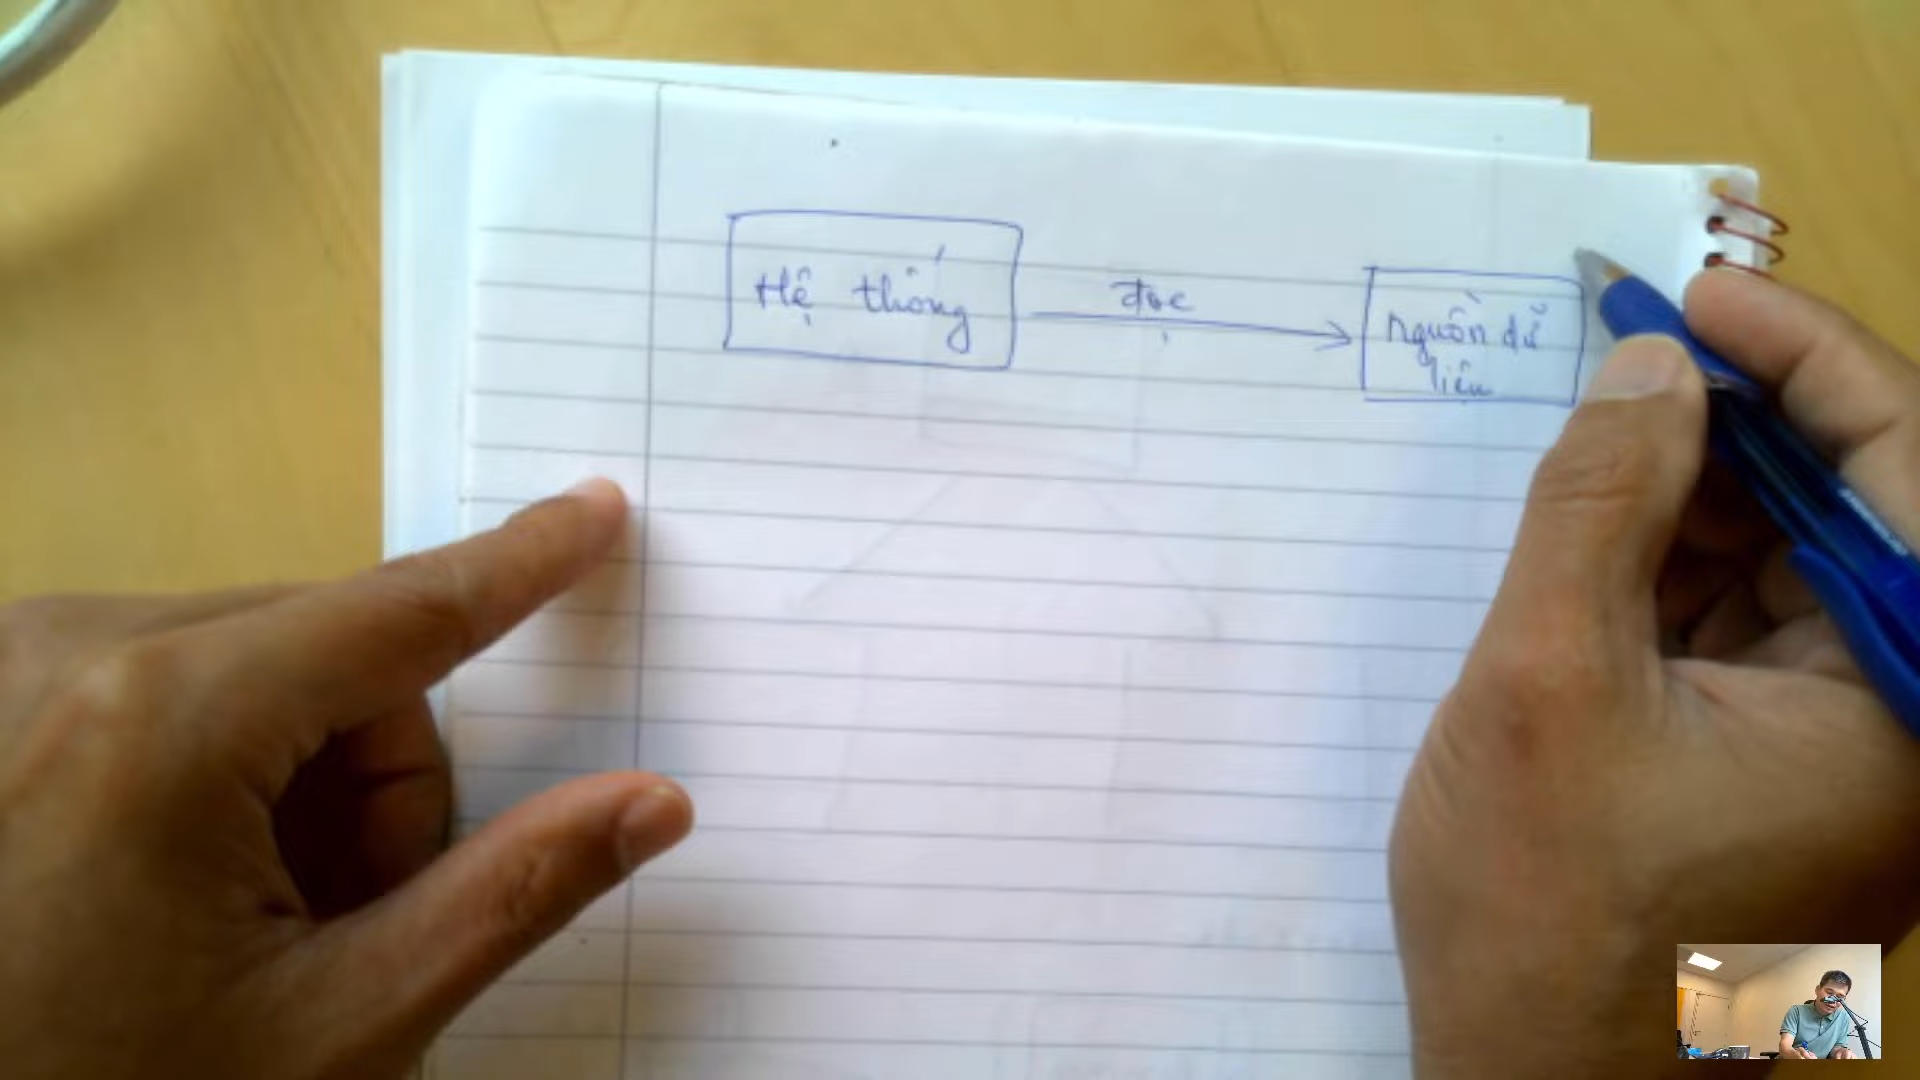 Hệ thống
đọc
Nguồn dữ
liệu